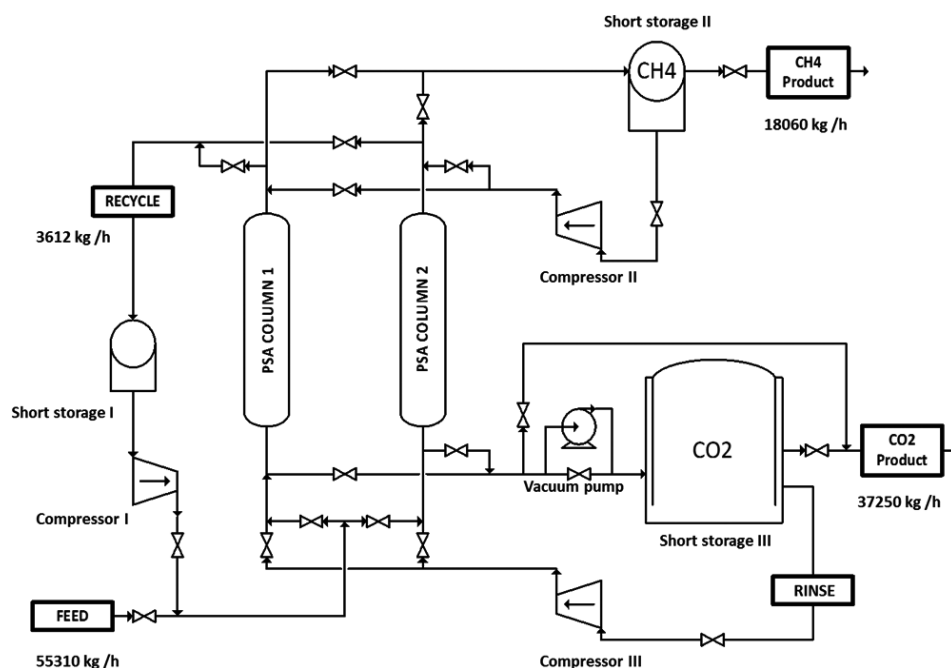 Short storage II
CH4
CH4
Product
18060 kg /h
RECYCLE
3612 kg /h
PSA COLUMN 1
PSA COLUMN 2
Compressor II
Short storage I
CO2
CO2
Product
37250 kg /h
Vacuum pump
Compressor I
Short storage III
RINSE
FEED
55310 kg /h
Compressor III